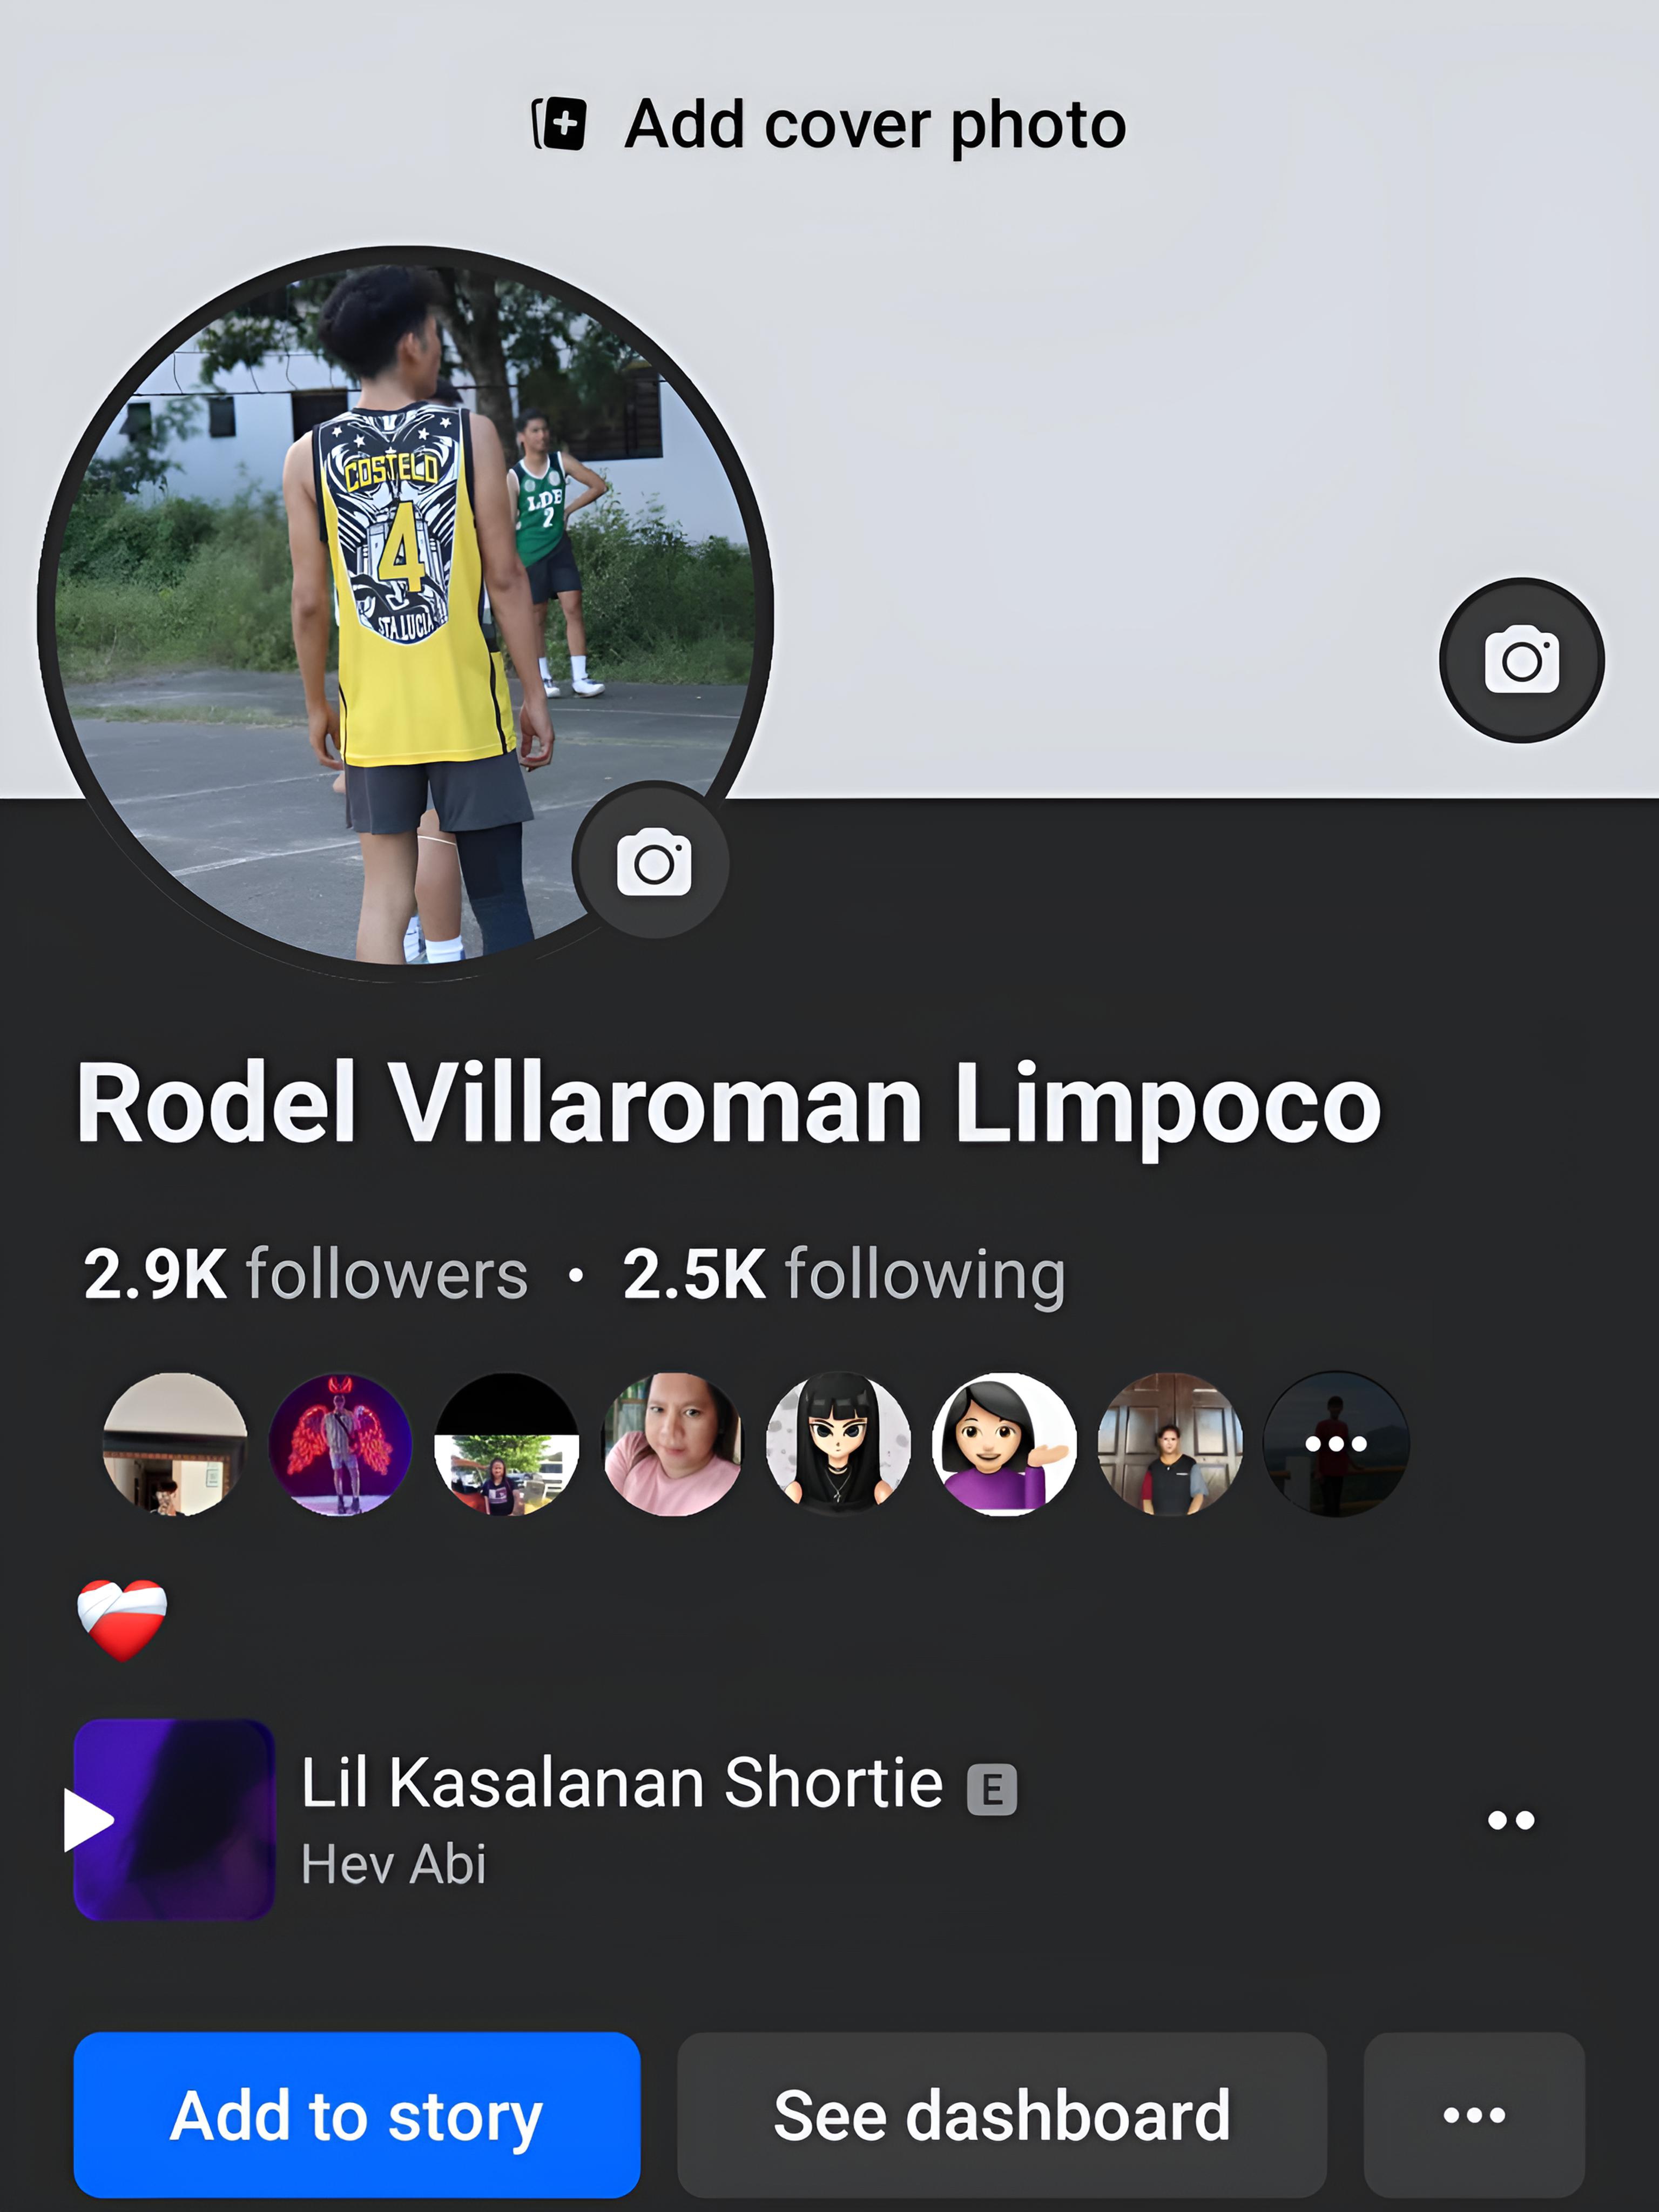 Add cover photo
COSTELO
4
STA.LUCIA
LDB
2
Rodel Villaroman Limpoco
2.9K followers • 2.5K following
Lil Kasalanan Shortie E
Hev Abi
Add to story
See dashboard